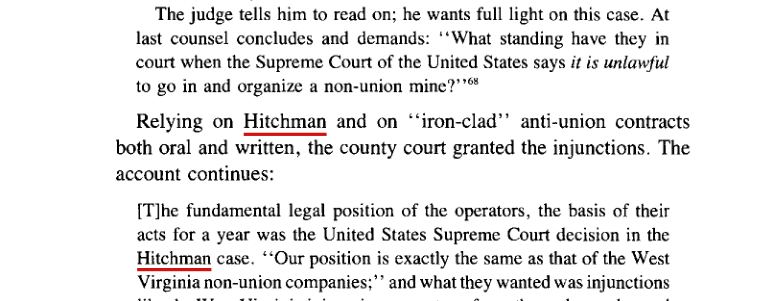 The judge tells him to read on; he wants full light on this case. At
last counsel concludes and demands: ‘‘What standing have they in
court when the Supreme Court of the United States says it is unlawful
to go in and organize a non-union mine?’’68
Relying on Hitchman and on ‘‘iron-clad’’ anti-union contracts
both oral and written, the county court granted the injunctions. The
account continues:
[T]he fundamental legal position of the operators, the basis of their
acts for a year was the United States Supreme Court decision in the
Hitchman case. ‘‘Our position is exactly the same as that of the West
Virginia non-union companies;’’ and what they wanted was injunctions